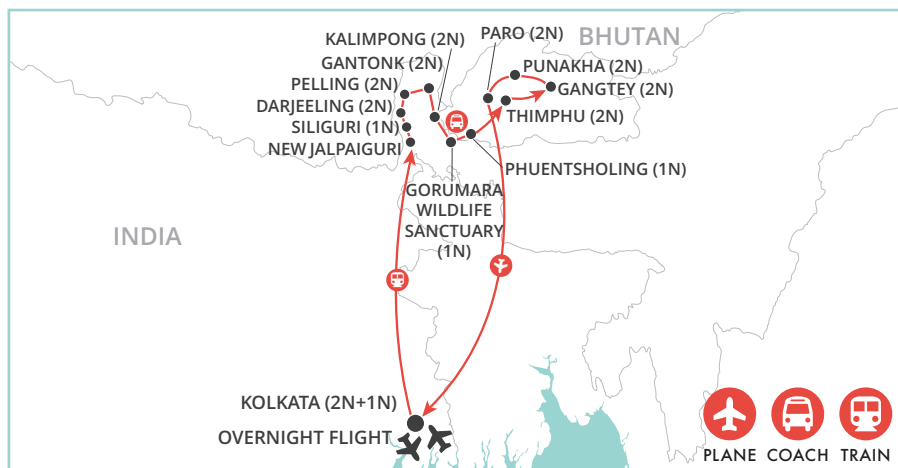 KALIMPONG (2N)
PARO (2N)
BHUTAN
GANTONK (2N)
PUNAKHA (2N)
PELLING (2N)
GANGTEY (2N)
DARJEELING (2N)
THIMPHU (2N)
SILIGURI (1N)
NEW JALPAIGURI
PHUENTSHOLING (1N)
GORUMARA
WILDLIFE
SANCTUARY
(1N)
INDIA
KOLKATA (2N+1N)
OVERNIGHT FLIGHT
PLANE COACH TRAIN